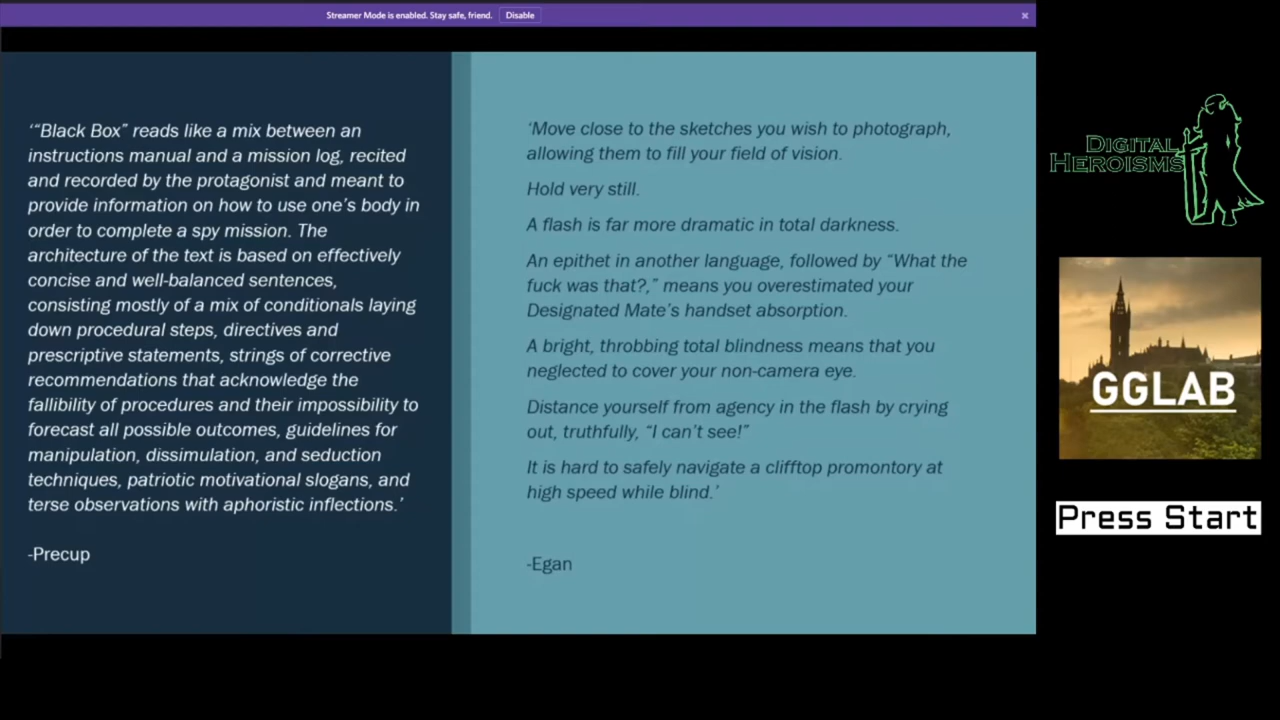 Streamer Mode is enabled. Stay safe, friend. Disable
‘“Black Box” reads like a mix between an
instructions manual and a mission log, recited
and recorded by the protagonist and meant to
provide information on how to use one’s body in
order to complete a spy mission. The
architecture of the text is based on effectively
concise and well-balanced sentences,
consisting mostly of a mix of conditionals laying
down procedural steps, directives and
prescriptive statements, strings of corrective
recommendations that acknowledge the
fallibility of procedures and their impossibility to
forecast all possible outcomes, guidelines for
manipulation, dissimulation, and seduction
techniques, patriotic motivational slogans, and
terse observations with aphoristic inflections.’
-Precup
‘Move close to the sketches you wish to photograph,
allowing them to fill your field of vision.
Hold very still.
A flash is far more dramatic in total darkness.
An epithet in another language, followed by “What the
fuck was that?,” means you overestimated your
Designated Mate’s handset absorption.
A bright, throbbing total blindness means that you
neglected to cover your non-camera eye.
Distance yourself from agency in the flash by crying
out, truthfully, “I can’t see!”
It is hard to safely navigate a clifftop promontory at
high speed while blind.’
-Egan
DIGITAL
HEROISMS
GGLAB
Press Start